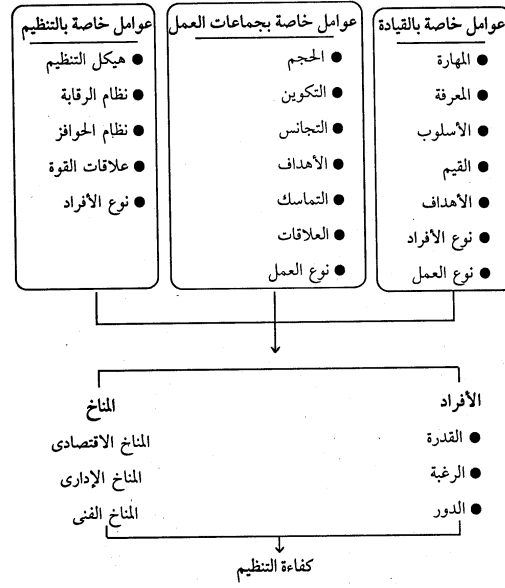 عوامل خاصة بالقيادة
● المهارة
● المعرفة
● الأسلوب
● القيم
● الأهداف
● نوع الأفراد
● نوع العمل
عوامل خاصة بجماعات العمل
● الحجم
● التكوين
● التجانس
● الأهداف
● التماسك
● العلاقات
● نوع العمل
عوامل خاصة بالتنظيم
● هيكل التنظيم
● نظام الرقابة
● نظام الحوافز
● علاقات القوة
● نوع الأفراد
الأفراد
● القدرة
● الرغبة
● الدور
المناخ
المناخ الاقتصادى
المناخ الإدارى
المناخ الفنى
كفاءة التنظيم